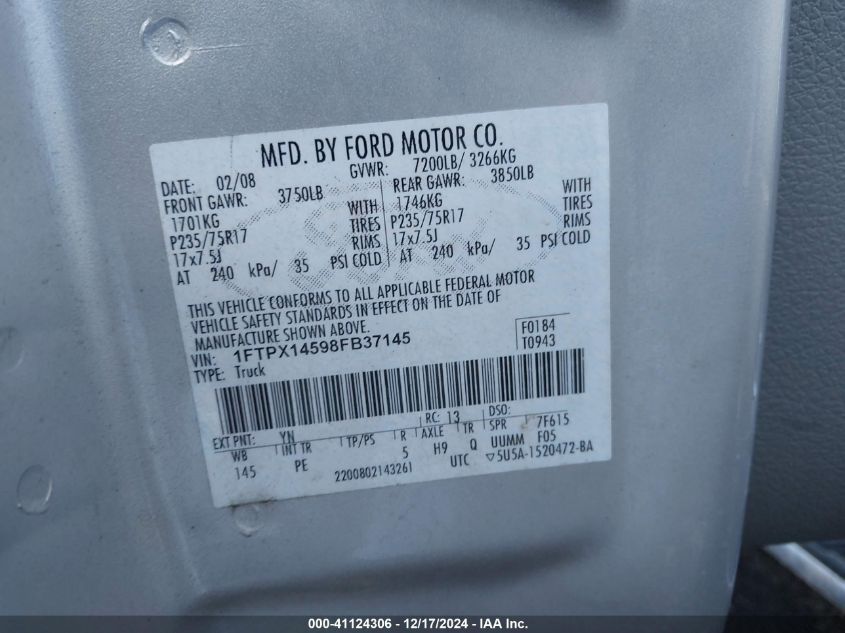 MFD. BY FORD MOTOR CO.
DATE: 02/08 GVWR: 7200LB/ 3266KG
FRONT GAWR: 3750LB REAR GAWR: 3850LB
1701KG WITH 1746KG WITH
P235/75R17 TIRES P235/75R17 TIRES
17x7.5J RIMS 17x7.5J RIMS
AT 240 kPa/ 35 PSI COLD AT 240 kPa/ 35 PSI COLD
THIS VEHICLE CONFORMS TO ALL APPLICABLE FEDERAL MOTOR
VEHICLE SAFETY STANDARDS IN EFFECT ON THE DATE OF
MANUFACTURE SHOWN ABOVE.
VIN: 1FTPX14598FB37145 F0184
TYPE: Truck T0943
EXT PNT: YN RC: 13 DSO:
WB INT TR TP/PS R AXLE TR SPR 7F615
145 PE 5 H9 Q UUMM F05
2200802143261 UTC ▽5U5A-1520472-BA
000-41124306 - 12/17/2024 - IAA Inc.